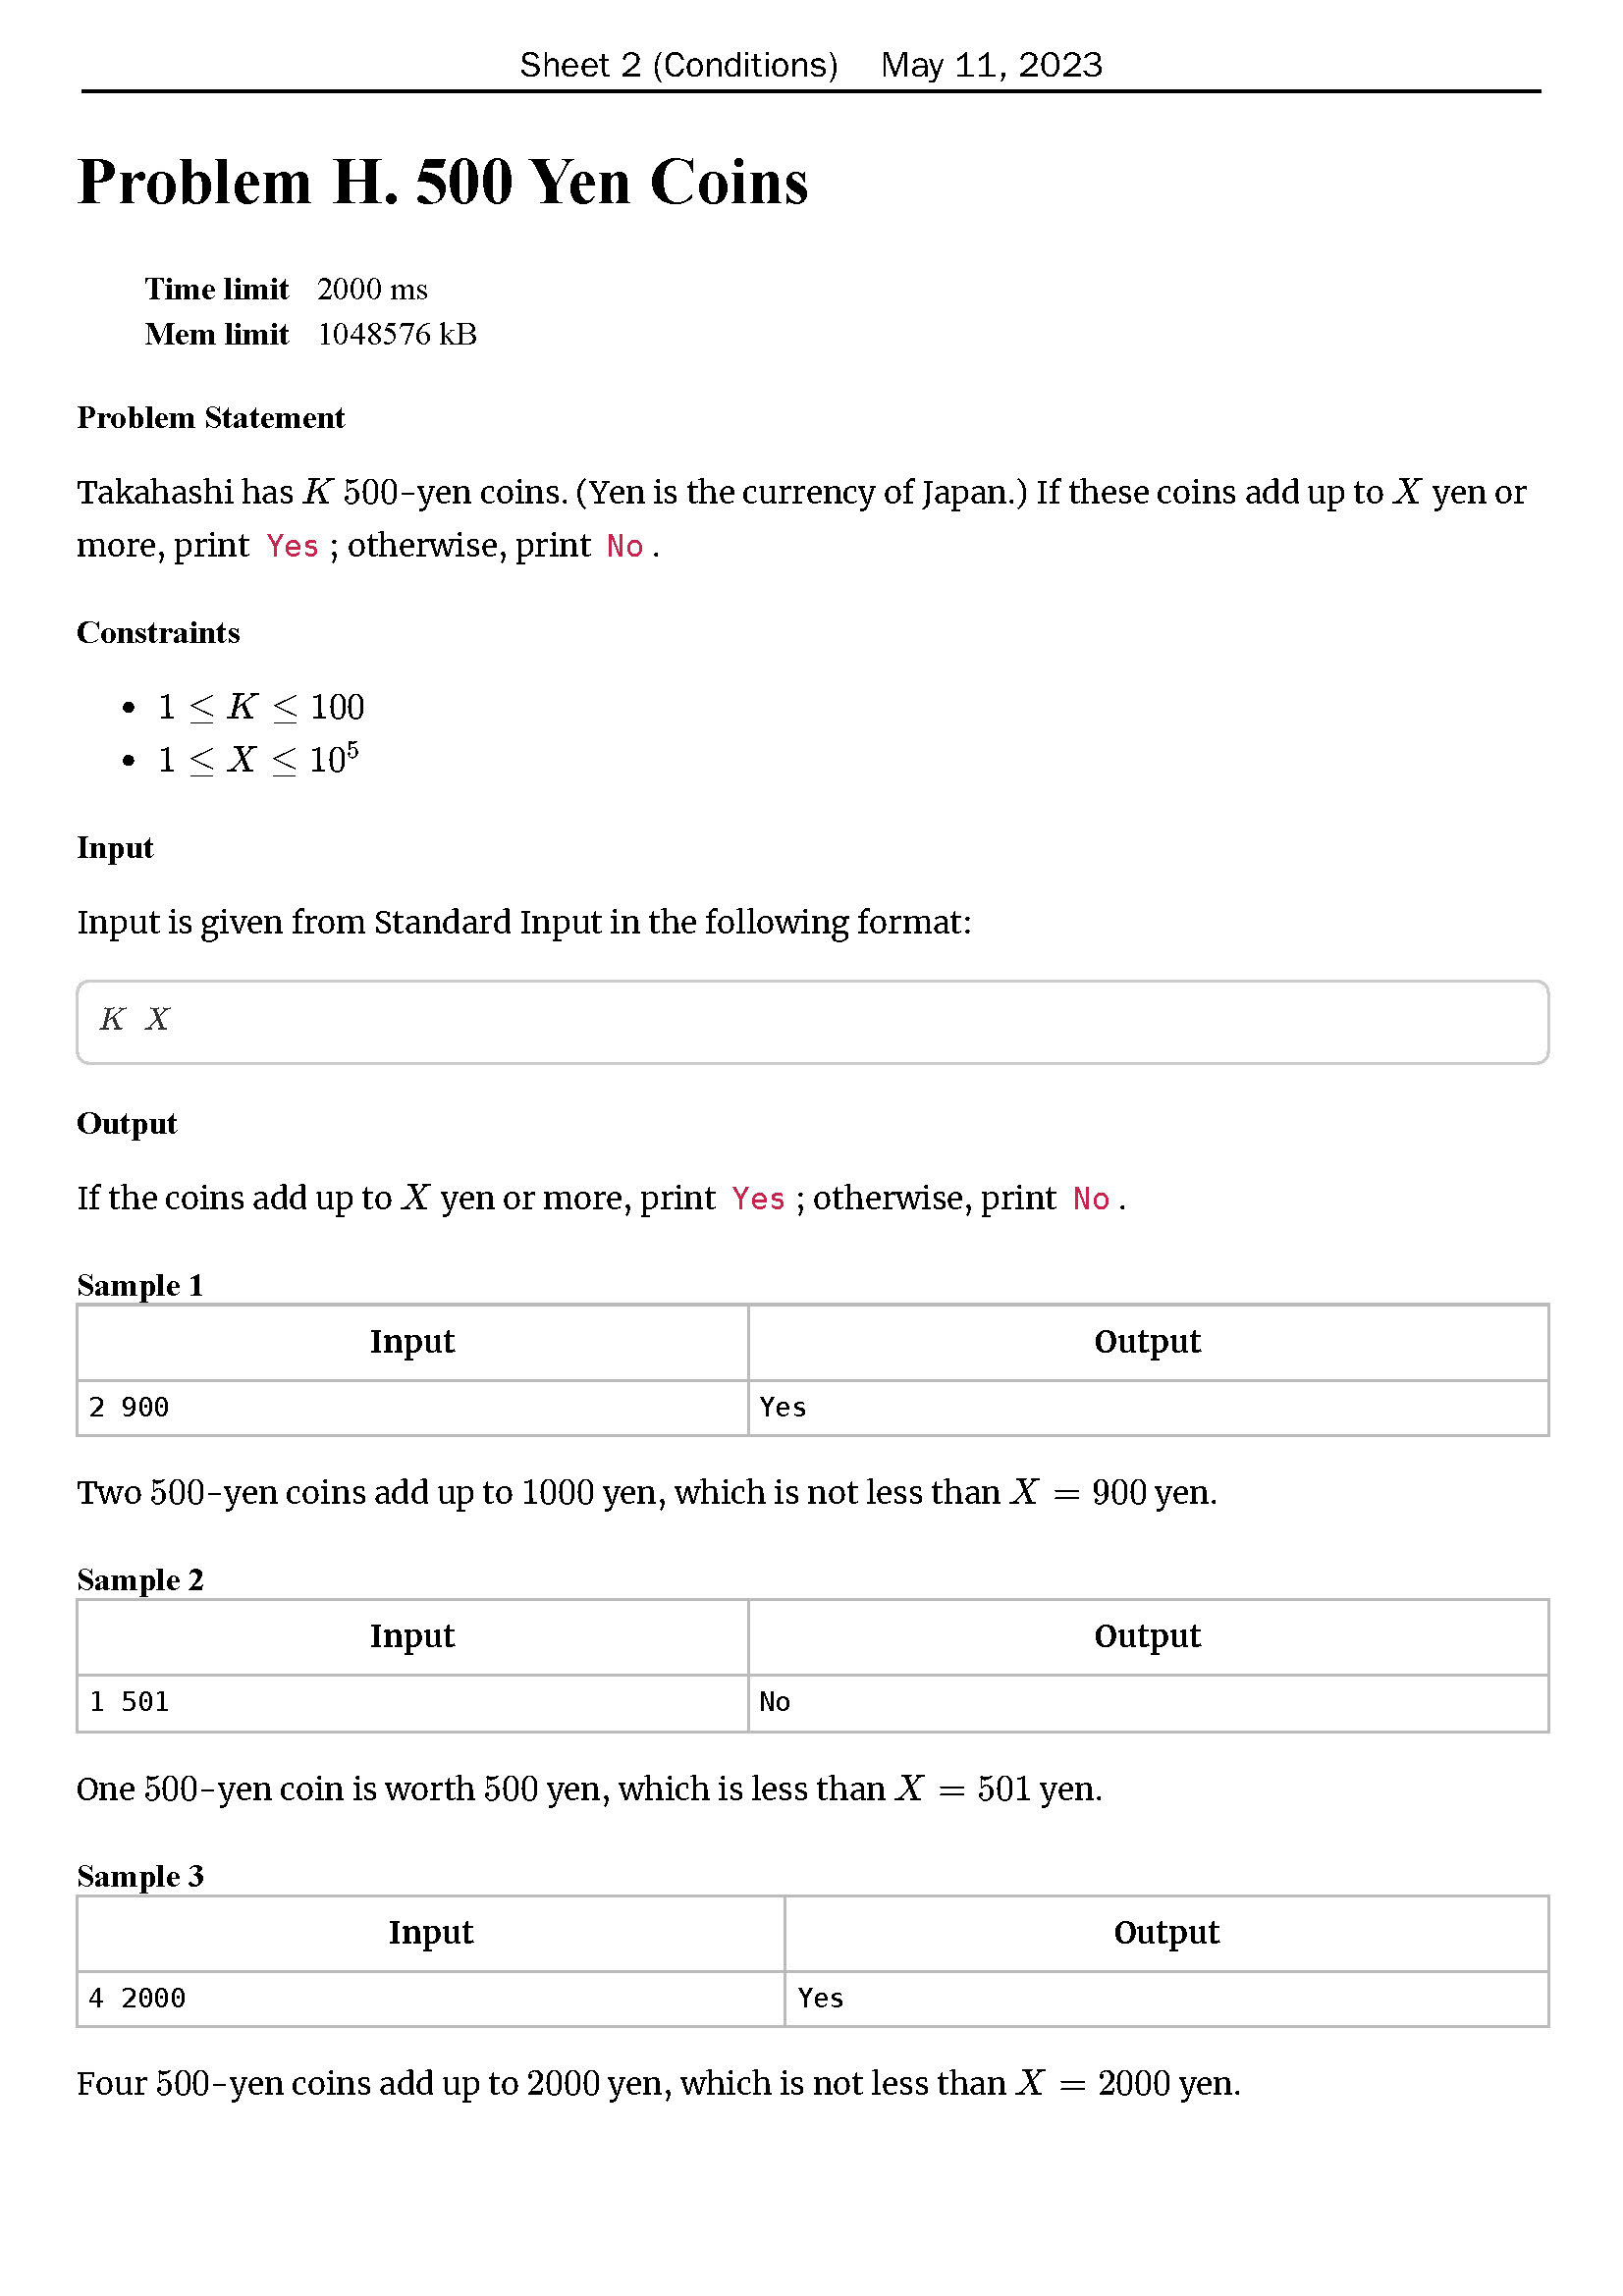 Sheet 2 (Conditions) May 11, 2023
Problem H. 500 Yen Coins
Time limit 2000 ms
Mem limit 1048576 kB
Problem Statement
Takahashi has K 500-yen coins. (Yen is the currency of Japan.) If these coins add up to X yen or
more, print Yes ; otherwise, print No .
Constraints
• 1 ≤ K ≤ 100
• 1 ≤ X ≤ 10⁵
Input
Input is given from Standard Input in the following format:
K X
Output
If the coins add up to X yen or more, print Yes ; otherwise, print No .
Sample 1
Input Output
2 900 Yes
Two 500-yen coins add up to 1000 yen, which is not less than X = 900 yen.
Sample 2
Input Output
1 501 No
One 500-yen coin is worth 500 yen, which is less than X = 501 yen.
Sample 3
Input Output
4 2000 Yes
Four 500-yen coins add up to 2000 yen, which is not less than X = 2000 yen.